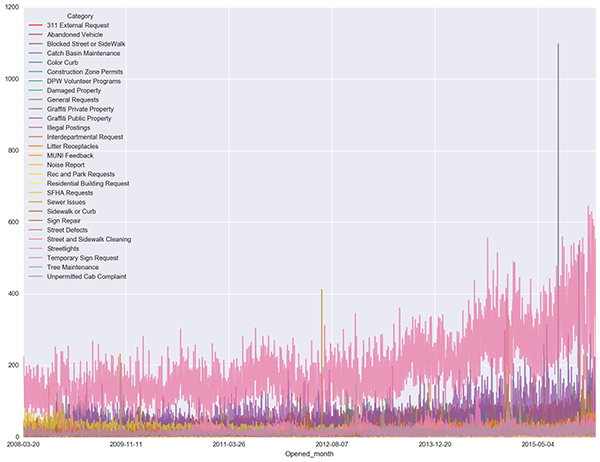 1200
1000
800
600
400
200
0
Category
311 External Request
Abandoned Vehicle
Blocked Street or SideWalk
Catch Basin Maintenance
Color Curb
Construction Zone Permits
DPW Volunteer Programs
Damaged Property
General Requests
Graffiti Private Property
Graffiti Public Property
Illegal Postings
Interdepartmental Request
Litter Receptacles
MUNI Feedback
Noise Report
Rec and Park Requests
Residential Building Request
SFHA Requests
Sewer Issues
Sidewalk or Curb
Sign Repair
Street Defects
Street and Sidewalk Cleaning
Streetlights
Temporary Sign Request
Tree Maintenance
Unpermitted Cab Complaint
2008-03-20 2009-11-11 2011-03-26 2012-08-07 2013-12-20 2015-05-04
Opened_month